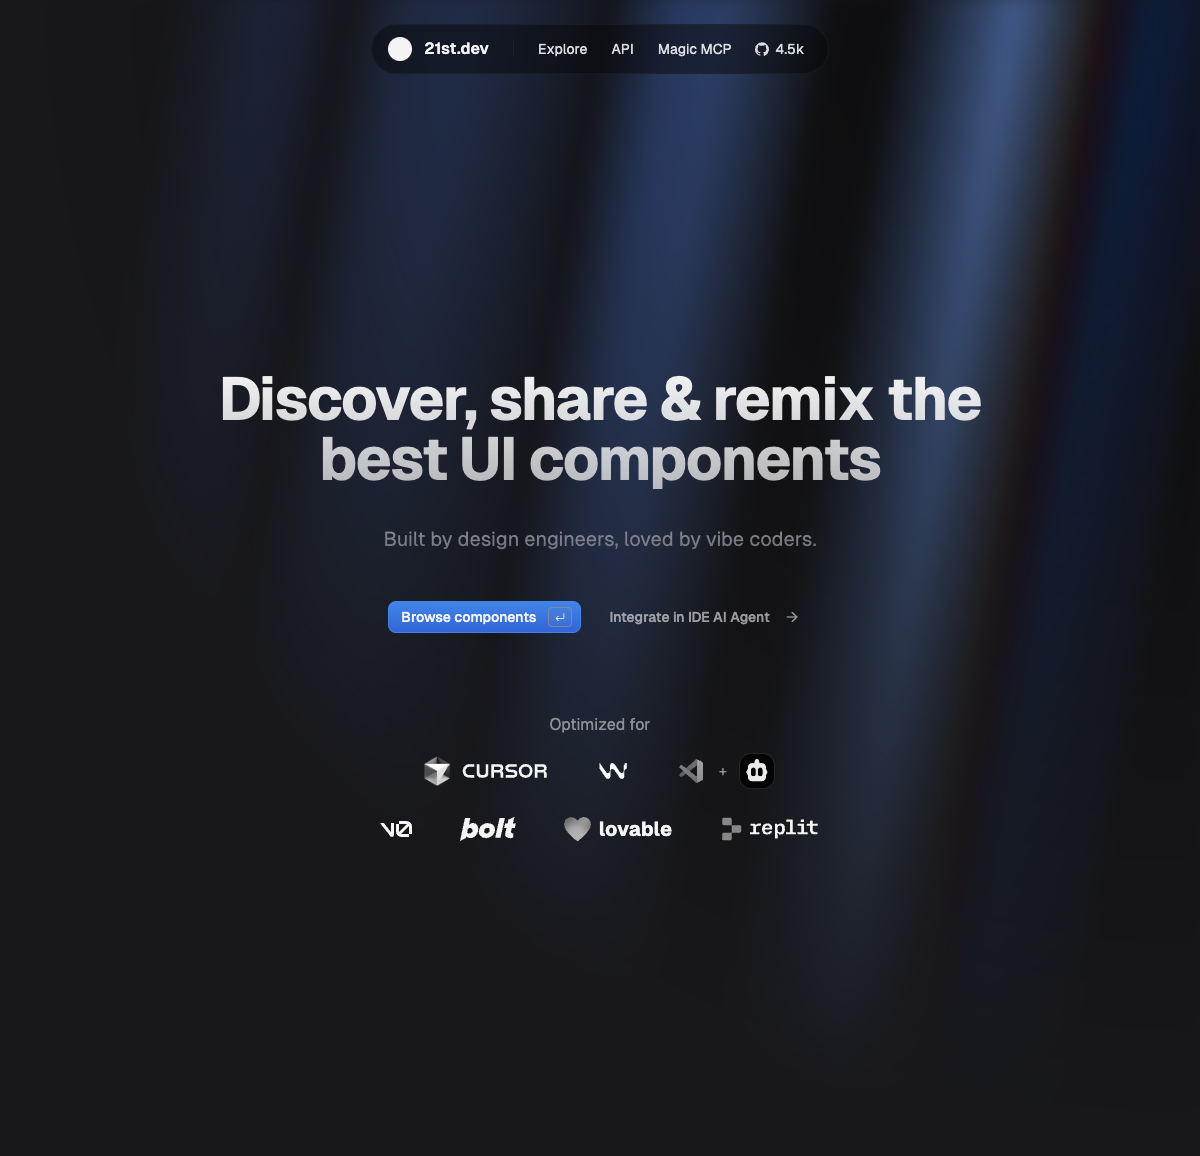 21st.dev Explore API Magic MCP 4.5k
Discover, share & remix the
best UI components
Built by design engineers, loved by vibe coders.
Browse components ↵ Integrate in IDE AI Agent →
Optimized for
CURSOR +
v0 bolt lovable replit